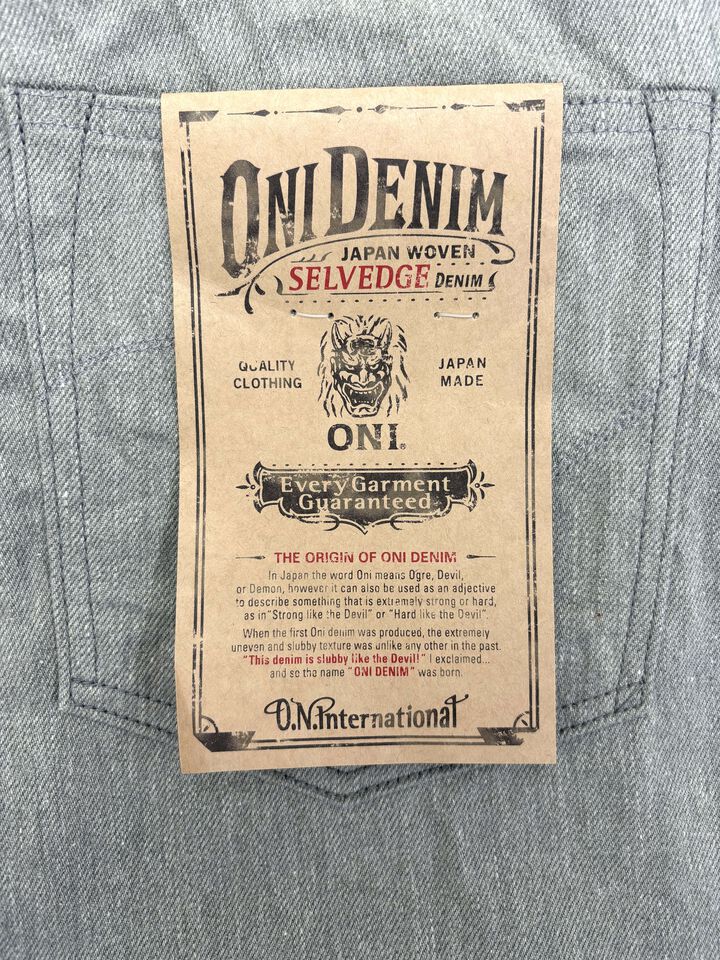 ONI DENIM
JAPAN WOVEN
SELVEDGE DENIM
QUALITY
CLOTHING
JAPAN
MADE
ONI®
Every Garment
Guaranteed
THE ORIGIN OF ONI DENIM
In Japan the word Oni means Ogre, Devil,
or Demon, however it can also be used as an adjective
to describe something that is extremely strong or hard,
as in "Strong like the Devil" or "Hard like the Devil".
When the first Oni denim was produced, the extremely
uneven and slubby texture was unlike any other in the past.
"This denim is slubby like the Devil!" I exclaimed...
and so the name "ONI DENIM" was born.
O.N.International